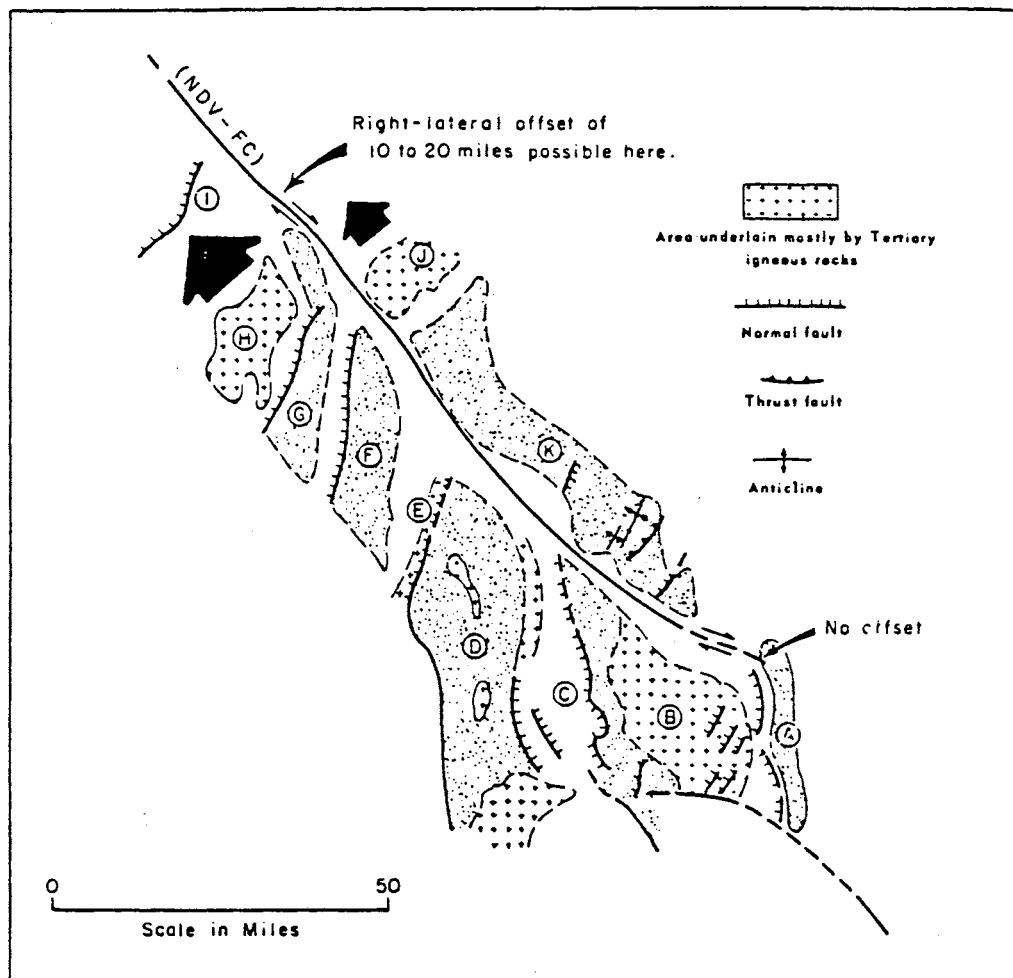 (NDV-FC)
Right-lateral offset of
10 to 20 miles possible here.
I
J
Area underlain mostly by Tertiary
igneous rocks
H
Normal fault
Thrust fault
G
K
F
Anticline
E
No offset
D
C
B
A
0 50
Scale in Miles